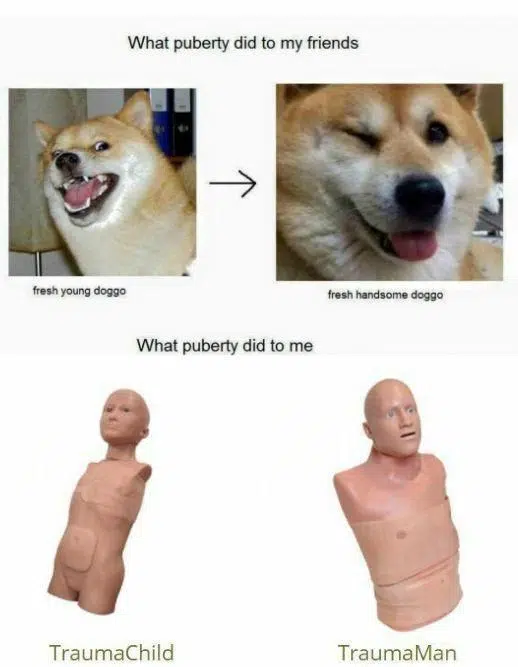 What puberty did to my friends
fresh young doggo
fresh handsome doggo
What puberty did to me
TraumaChild
TraumaMan